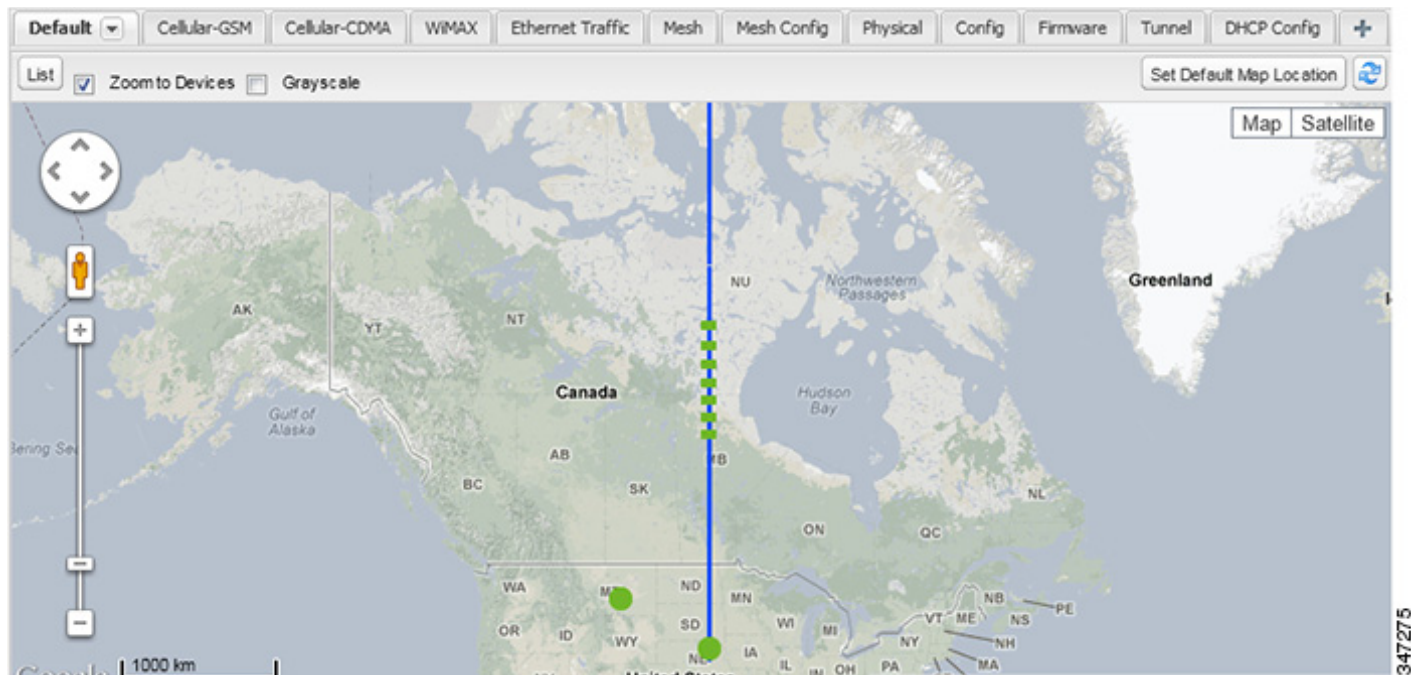 Default Cellular-GSM Cellular-CDMA WiMAX Ethernet Traffic Mesh Mesh Config Physical Config Firmware Tunnel DHCP Config
List Zoom to Devices Grayscale Set Default Map Location
Map Satellite
NU
Northwestern
Passages
Greenland
AK
YT
NT
Canada
Hudson
Bay
Gulf of
Alaska
AB
MB
BC
SK
NL
ON
QC
WA
ND
MN
NB
PE
OR
ID
WY
SD
WI
MI
VT
ME
NS
NY
NH
IA
IL
OH
PA
MA
1000 km
347275